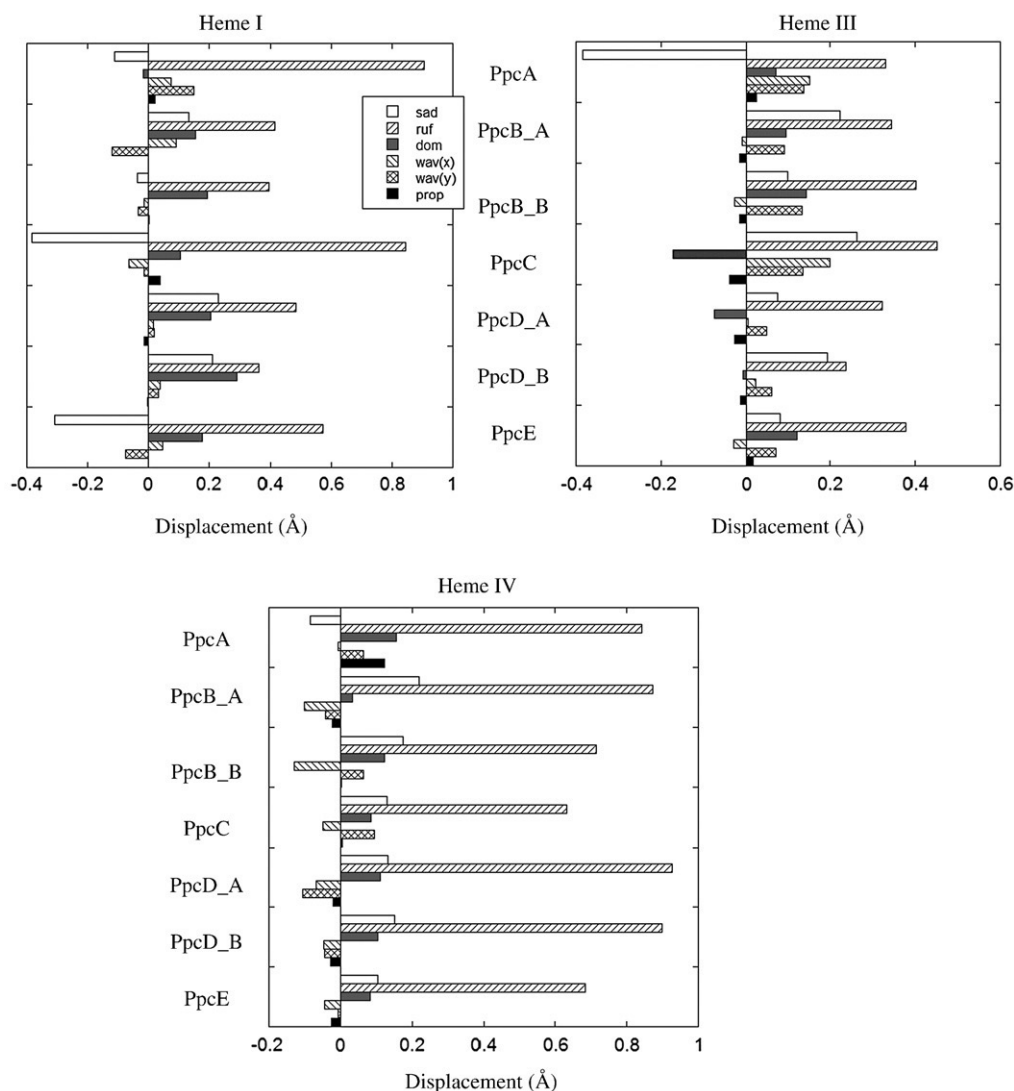 Heme I
-0.4 -0.2 0 0.2 0.4 0.6 0.8 1
Displacement (Å)
sad
ruf
dom
wav(x)
wav(y)
prop
Heme III
PpcA
PpcB_A
PpcB_B
PpcC
PpcD_A
PpcD_B
PpcE
-0.4 -0.2 0 0.2 0.4 0.6
Displacement (Å)
Heme IV
PpcA
PpcB_A
PpcB_B
PpcC
PpcD_A
PpcD_B
PpcE
-0.2 0 0.2 0.4 0.6 0.8 1
Displacement (Å)